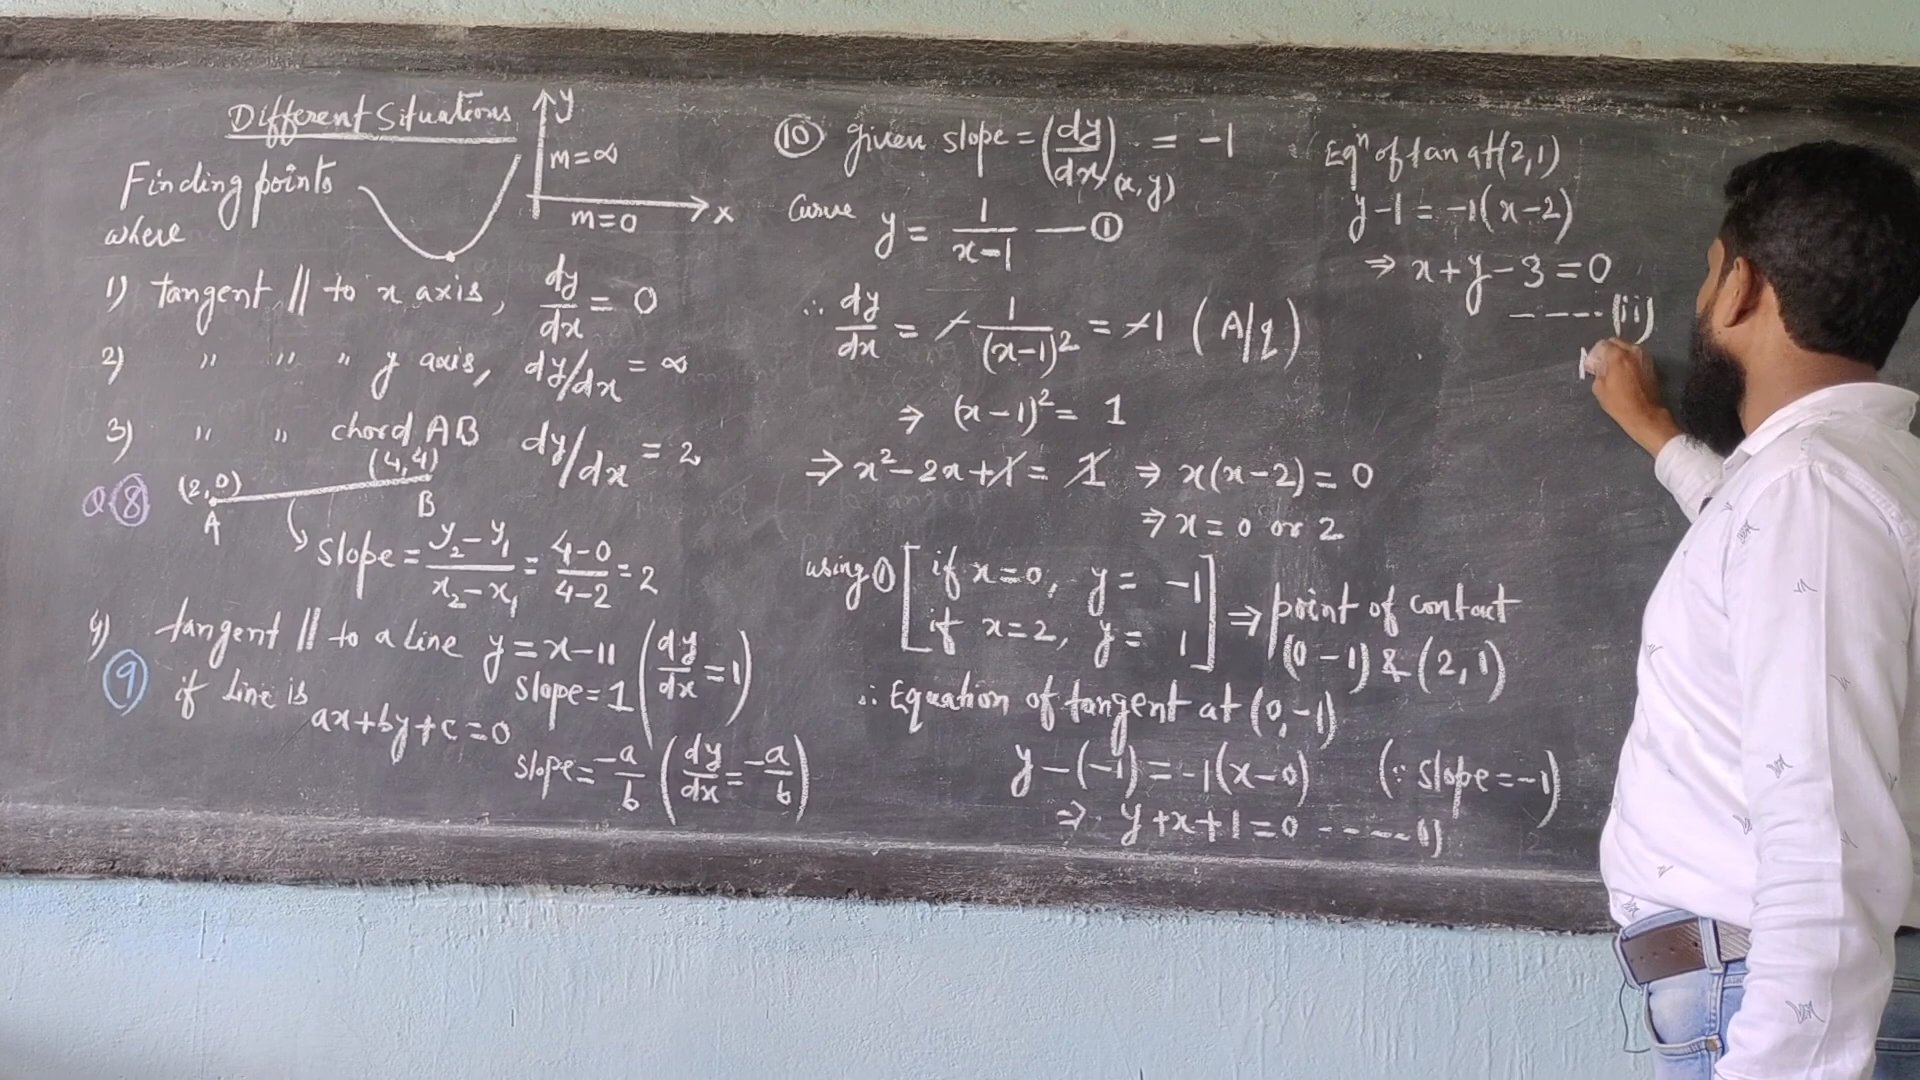 Different Situations
y
m=∞
m=0
x
Finding points
where
1) tangent || to x axis, dy/dx = 0
2) " " " y axis, dy/dx = ∞
3) " " chord AB dy/dx = 2
Q.8 (2,0) (4,4)
A B
Slope = y₂-y₁/x₂-x₁ = 4-0/4-2 = 2
4) tangent || to a line y=x-11 (dy/dx=1)
slope=1
9 if line is
ax+by+c=0
Slope=-a/b (dy/dx=-a/b)
10 given slope = (dy/dx)(x,y) = -1
Curve y = 1/x-1 — 1
∴ dy/dx = -1/(x-1)² = -1 (A/q)
⇒ (x-1)² = 1
⇒ x²-2x+1 = 1 ⇒ x(x-2) = 0
⇒ x = 0 or 2
using 1 [if x=0, y = -1
if x=2, y = 1] ⇒ point of contact
(0 -1) & (2,1)
∴ Equation of tangent at (0,-1)
y-(-1)=-1(x-0) (∵ slope=-1)
⇒ y+x+1=0 ----- i)
Eqⁿ of tan at (2,1)
y-1=-1(x-2)
⇒ x+y-3=0
-----(ii)